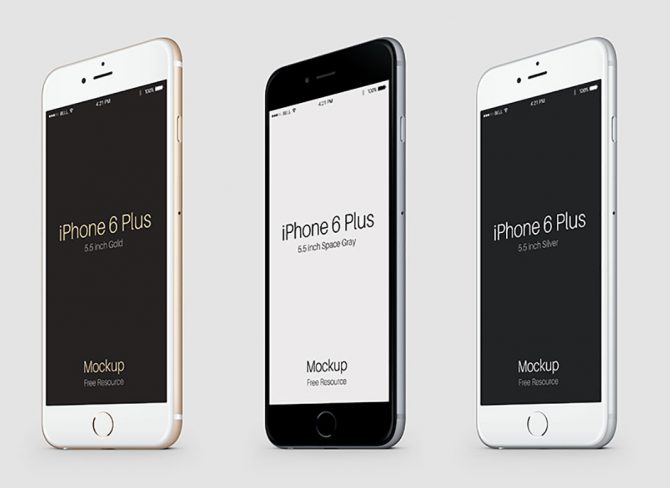 BELL 4:21 PM 100%
iPhone 6 Plus
5.5 inch Gold
Mockup
Free Resource
BELL 4:21 PM 100%
iPhone 6 Plus
5.5 inch Space Gray
Mockup
Free Resource
BELL 4:21 PM 100%
iPhone 6 Plus
5.5 inch Silver
Mockup
Free Resource